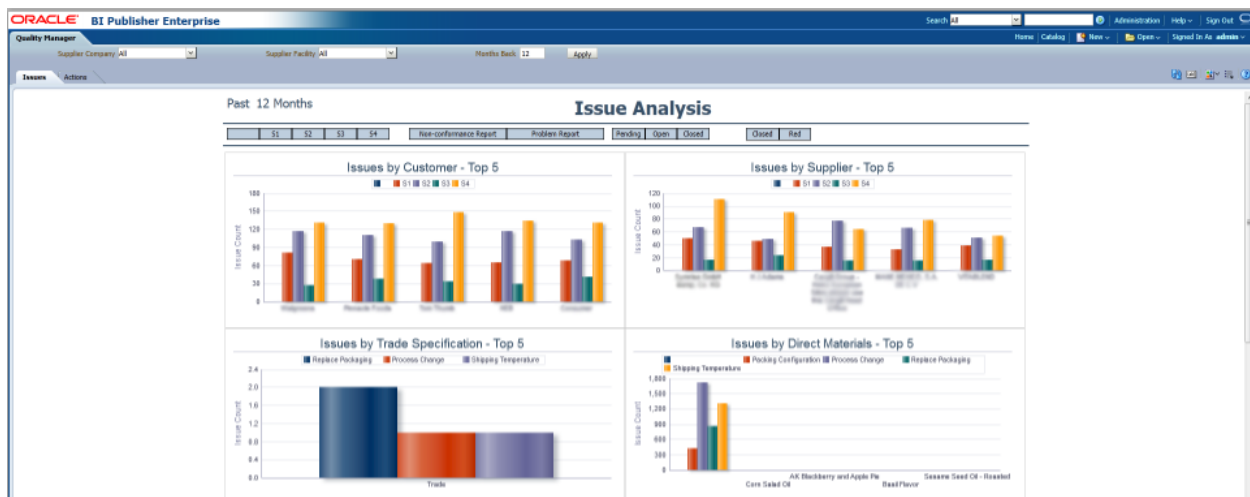 ORACLE BI Publisher Enterprise Search All Administration Help Sign Out
Quality Manager Home Catalog New Open Signed In As admin
Supplier Company All Supplier Facility All Months Back 12 Apply
Issues Actions
Past 12 Months
Issue Analysis
S1 S2 S3 S4 Non-conformance Report Problem Report Pending Open Closed Closed Red
Issues by Customer - Top 5
S1 S2 S3 S4
180
150
120
90
60
30
0
Issue Count
Issues by Supplier - Top 5
S1 S2 S3 S4
120
100
80
60
40
20
0
Issue Count
Issues by Trade Specification - Top 5
Replace Packaging Process Change Shipping Temperature
2.4
2.0
1.6
1.2
0.8
0.4
0.0
Issue Count
Trade
Issues by Direct Materials - Top 5
Packing Configuration Process Change Replace Packaging
Shipping Temperature
1,800
1,500
1,200
900
600
300
0
Issue Count
AK Blackberry and Apple Pie Sesame Seed Oil - Roasted
Corn Salad Oil Basil Flavor